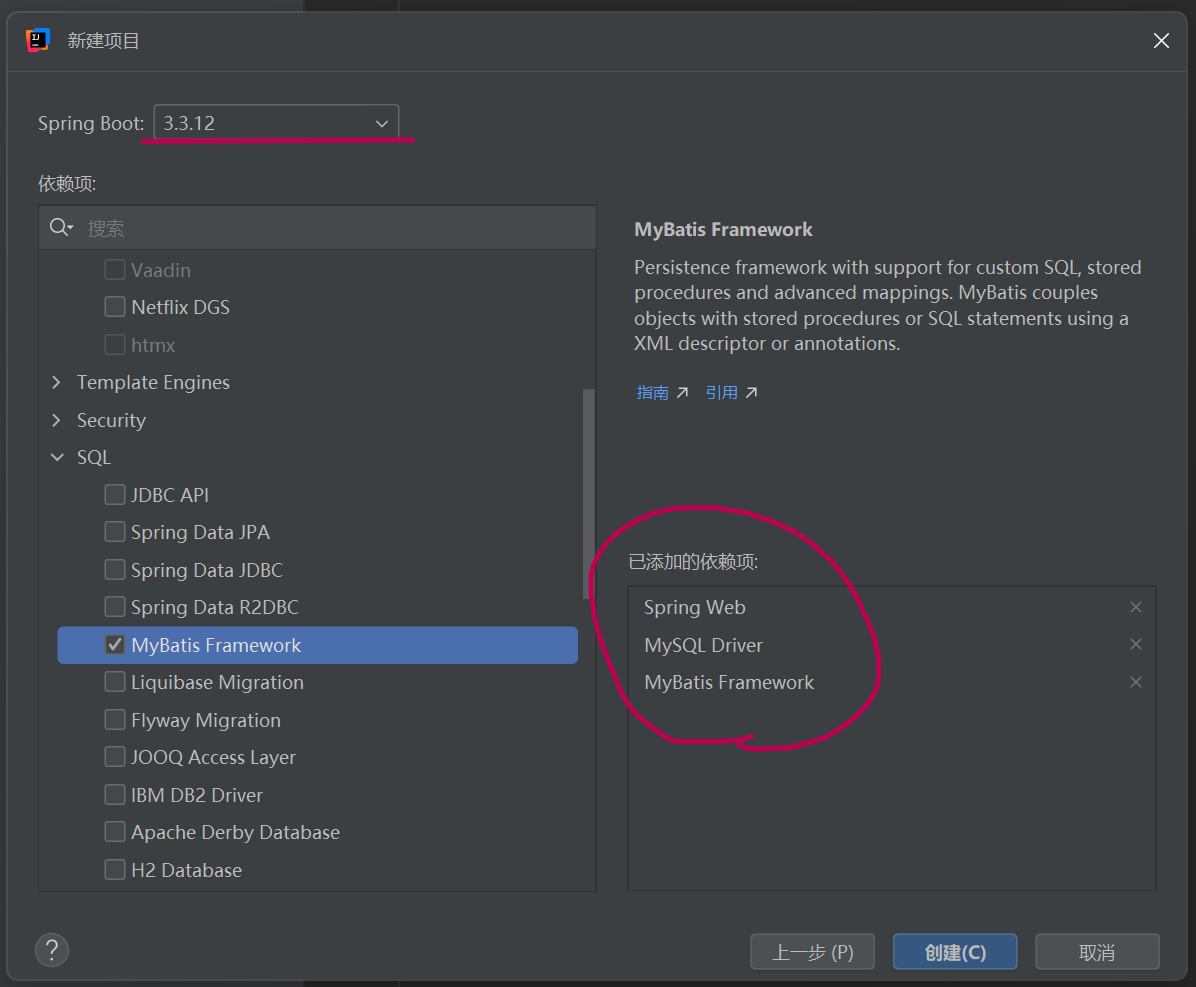 新建项目
Spring Boot: 3.3.12
依赖项:
搜索
Vaadin
Netflix DGS
htmx
Template Engines
Security
SQL
JDBC API
Spring Data JPA
Spring Data JDBC
Spring Data R2DBC
MyBatis Framework
Liquibase Migration
Flyway Migration
JOOQ Access Layer
IBM DB2 Driver
Apache Derby Database
H2 Database
MyBatis Framework
Persistence framework with support for custom SQL, stored
procedures and advanced mappings. MyBatis couples
objects with stored procedures or SQL statements using a
XML descriptor or annotations.
指南 ↗ 引用 ↗
已添加的依赖项:
Spring Web
MySQL Driver
MyBatis Framework
? 上一步 (P) 创建(C) 取消